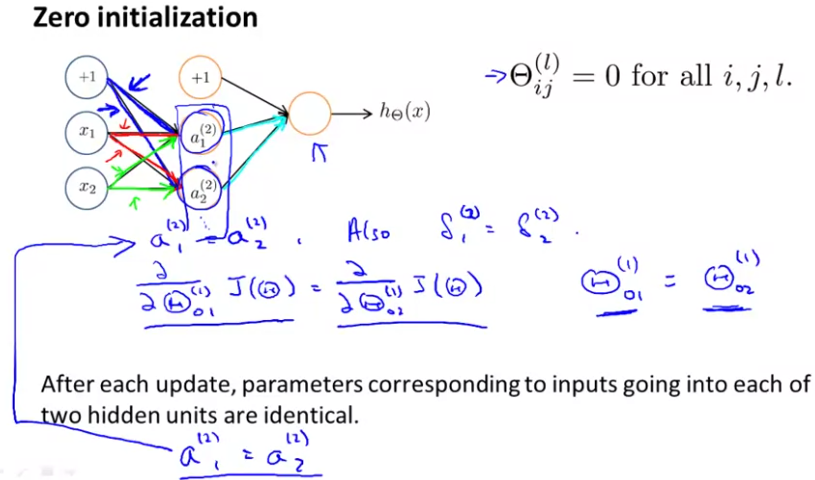 Zero initialization
+1
+1
x₁
a₁⁽²⁾
h_Θ(x)
x₂
a₂⁽²⁾
→ Θᵢⱼ⁽ˡ⁾ = 0 for all i, j, l.
a₁⁽²⁾ = a₂⁽²⁾. Also δ₁⁽²⁾ = δ₂⁽²⁾.
∂/∂Θ₀₁⁽¹⁾ J(Θ) = ∂/∂Θ₀₂⁽¹⁾ J(Θ) Θ₀₁⁽¹⁾ = Θ₀₂⁽¹⁾
After each update, parameters corresponding to inputs going into each of
two hidden units are identical.
a₁⁽²⁾ = a₂⁽²⁾